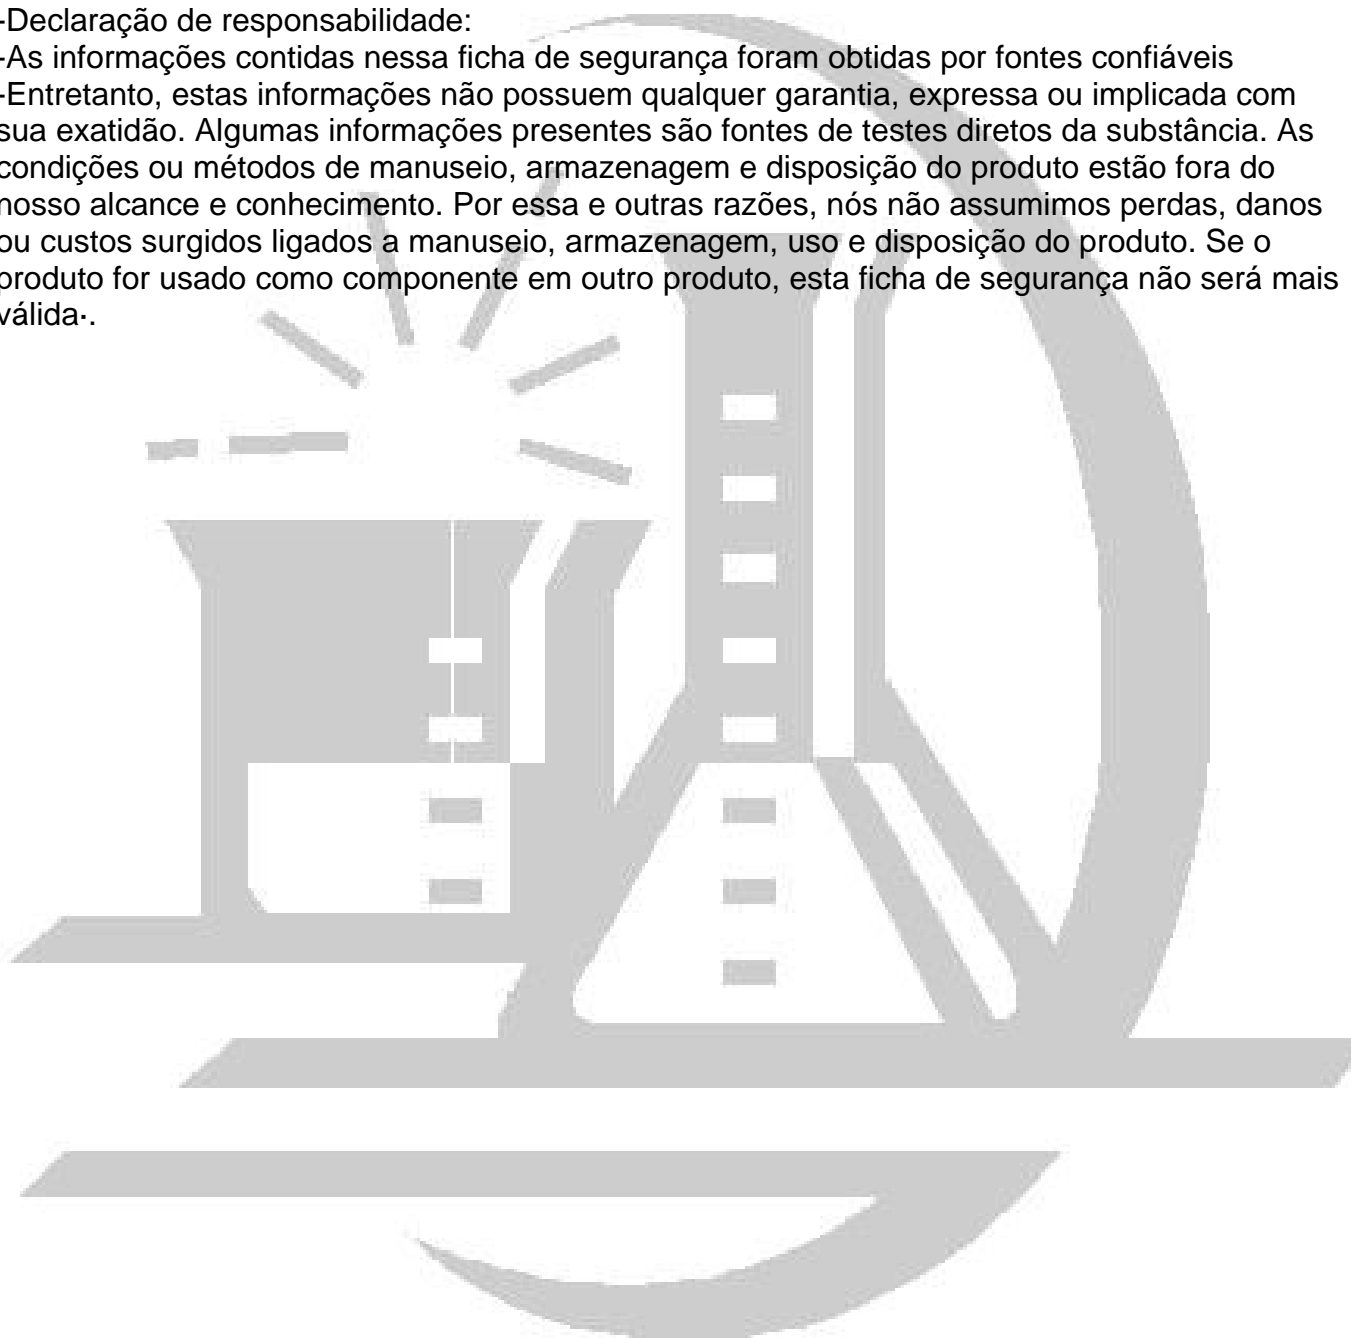 -Declaração de responsabilidade:
-As informações contidas nessa ficha de segurança foram obtidas por fontes confiáveis
-Entretanto, estas informações não possuem qualquer garantia, expressa ou implicada com
sua exatidão. Algumas informações presentes são fontes de testes diretos da substância. As
condições ou métodos de manuseio, armazenagem e disposição do produto estão fora do
nosso alcance e conhecimento. Por essa e outras razões, nós não assumimos perdas, danos
ou custos surgidos ligados a manuseio, armazenagem, uso e disposição do produto. Se o
produto for usado como componente em outro produto, esta ficha de segurança não será mais
válida·.